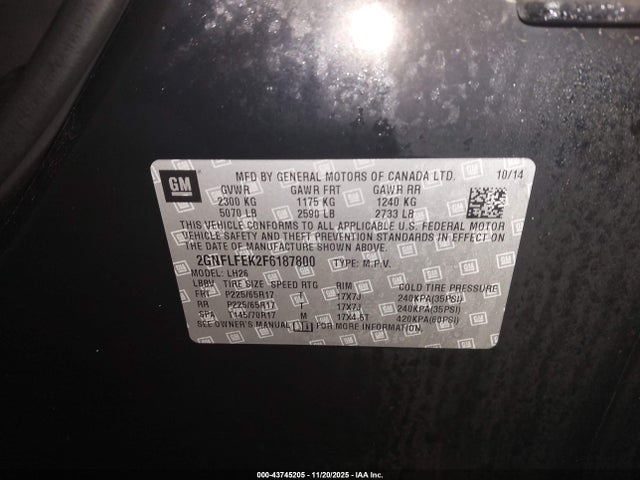 GM
MFD BY GENERAL MOTORS OF CANADA LTD. 10/14
GVWR GAWR FRT GAWR RR
2300 KG 1175 KG 1240 KG
5070 LB 2590 LB 2733 LB
THIS VEHICLE CONFORMS TO ALL APPLICABLE U.S. FEDERAL MOTOR
VEHICLE SAFETY AND THEFT PREVENTION STANDARDS IN EFFECT ON
THE DATE OF MANUFACTURE SHOWN ABOVE.
2GNFLFEK2F6187800 TYPE: M.P.V.
MODEL: LH26
TIRE SIZE SPEED RTG RIM COLD TIRE PRESSURE
FRT P225/65R17 17X7J 240KPA(35PSI)
RR P225/65R17 17X7J 240KPA(35PSI)
SPA T145/70R17 M 17X4.5T 420KPA(60PSI)
SEE OWNER'S MANUAL
000-43745205 - 11/20/2025 - IAA Inc.